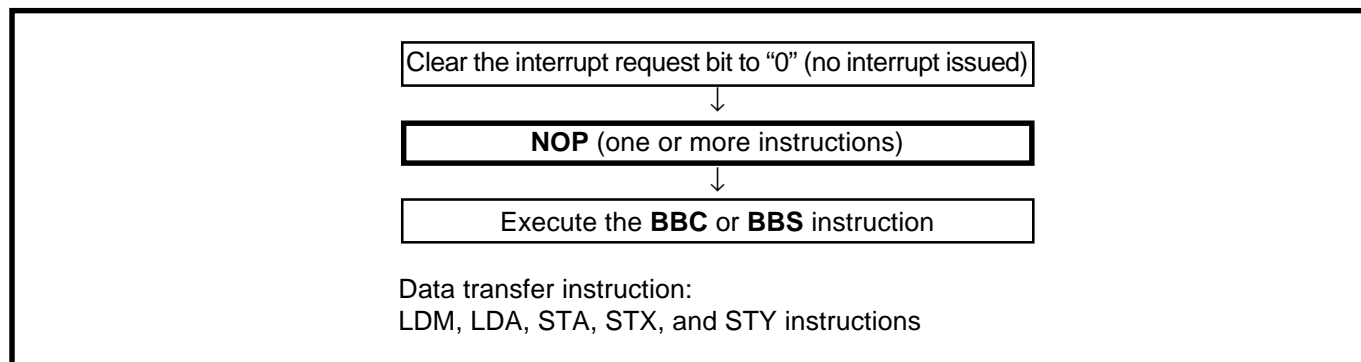 Clear the interrupt request bit to “0” (no interrupt issued)
↓
NOP (one or more instructions)
↓
Execute the BBC or BBS instruction
Data transfer instruction:
LDM, LDA, STA, STX, and STY instructions